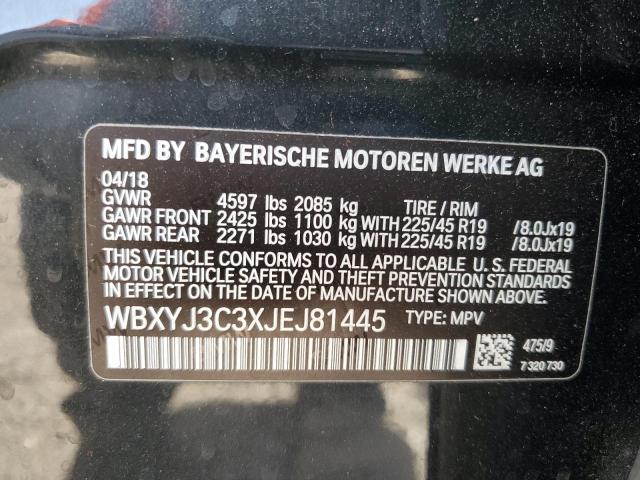 MFD BY BAYERISCHE MOTOREN WERKE AG
04/18
GVWR 4597 lbs 2085 kg TIRE / RIM
GAWR FRONT 2425 lbs 1100 kg WITH 225/45 R19 /8.0Jx19
GAWR REAR 2271 lbs 1030 kg WITH 225/45 R19 /8.0Jx19
THIS VEHICLE CONFORMS TO ALL APPLICABLE U.S. FEDERAL
MOTOR VEHICLE SAFETY AND THEFT PREVENTION STANDARDS
IN EFFECT ON THE DATE OF MANUFACTURE SHOWN ABOVE.
WBXYJ3C3XJEJ81445 TYPE: MPV
475/9
7 320 730